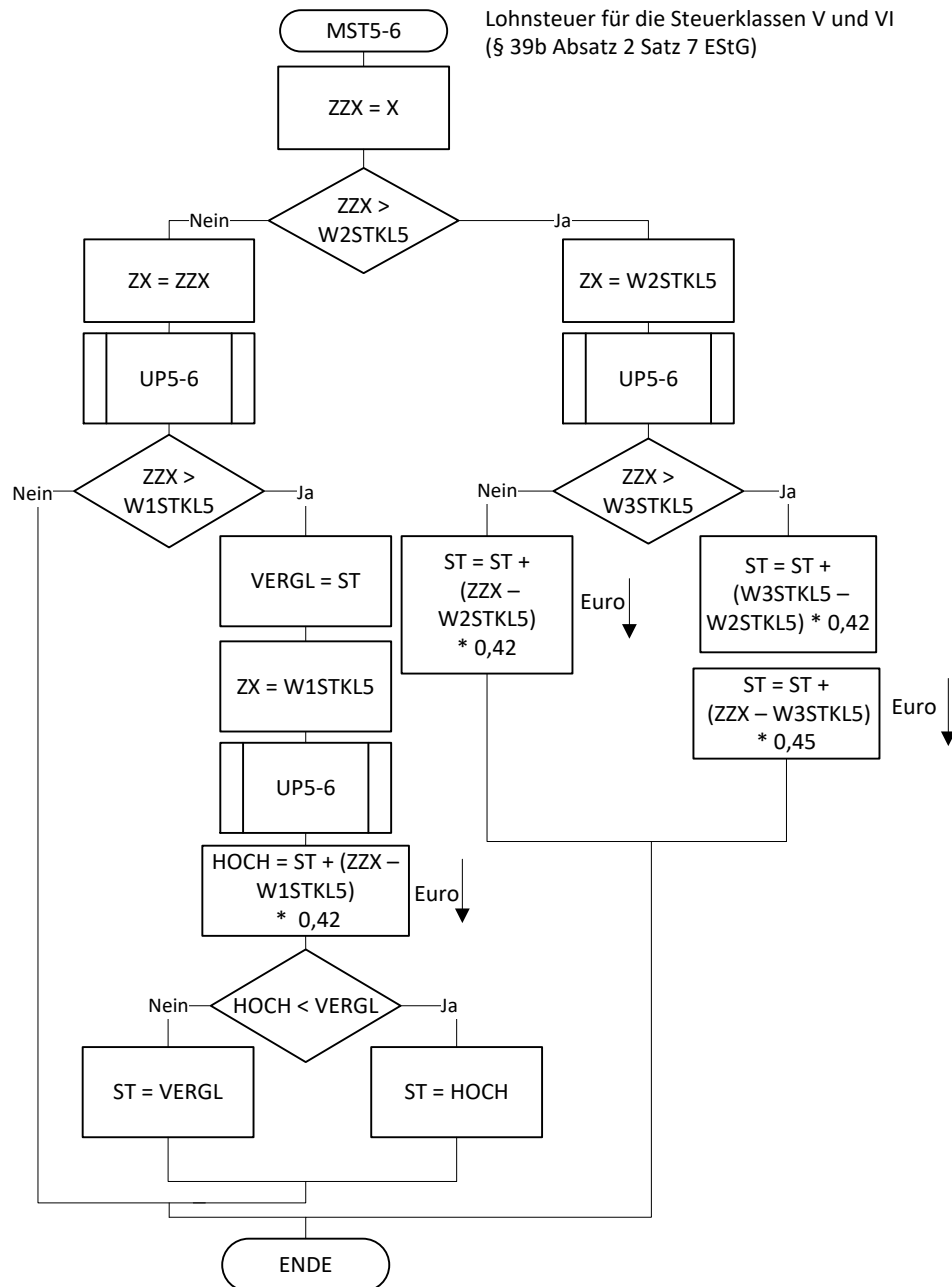 MST5-6
Lohnsteuer für die Steuerklassen V und VI
(§ 39b Absatz 2 Satz 7 EStG)
ZZX = X
ZZX >
W2STKL5
Nein
Ja
ZX = ZZX
ZX = W2STKL5
UP5-6
UP5-6
ZZX >
W1STKL5
Nein
Ja
ZZX >
W3STKL5
Nein
Ja
VERGL = ST
ST = ST +
(ZZX –
W2STKL5)
* 0,42
Euro
ST = ST +
(W3STKL5 –
W2STKL5) * 0,42
ZX = W1STKL5
ST = ST +
(ZZX – W3STKL5)
* 0,45
Euro
UP5-6
HOCH = ST + (ZZX –
W1STKL5)
* 0,42
Euro
HOCH < VERGL
Nein
Ja
ST = VERGL
ST = HOCH
ENDE